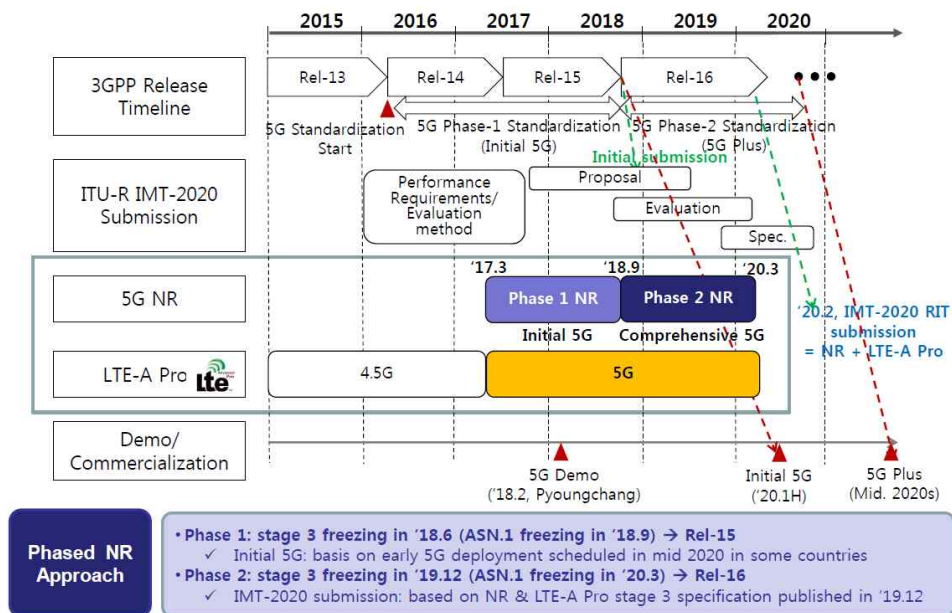 2015 2016 2017 2018 2019 2020
3GPP Release
Timeline
Rel-13 Rel-14 Rel-15 Rel-16
5G Standardization
Start
5G Phase-1 Standardization
(Initial 5G)
5G Phase-2 Standardization
(5G Plus)
Initial submission
ITU-R IMT-2020
Submission
Performance
Requirements/
Evaluation
method
Proposal
Evaluation
Spec.
‘17.3 ‘18.9 ‘20.3
5G NR
Phase 1 NR Phase 2 NR
Initial 5G Comprehensive 5G
‘20.2, IMT-2020 RIT
submission
= NR + LTE-A Pro
LTE-A Pro
Lte
4.5G 5G
Demo/
Commercialization
5G Demo
(‘18.2, Pyoungchang)
Initial 5G
(‘20.1H)
5G Plus
(Mid. 2020s)
Phased NR
Approach
• Phase 1: stage 3 freezing in ‘18.6 (ASN.1 freezing in ‘18.9) → Rel-15
✓ Initial 5G: basis on early 5G deployment scheduled in mid 2020 in some countries
• Phase 2: stage 3 freezing in ‘19.12 (ASN.1 freezing in ‘20.3) → Rel-16
✓ IMT-2020 submission: based on NR & LTE-A Pro stage 3 specification published in ‘19.12